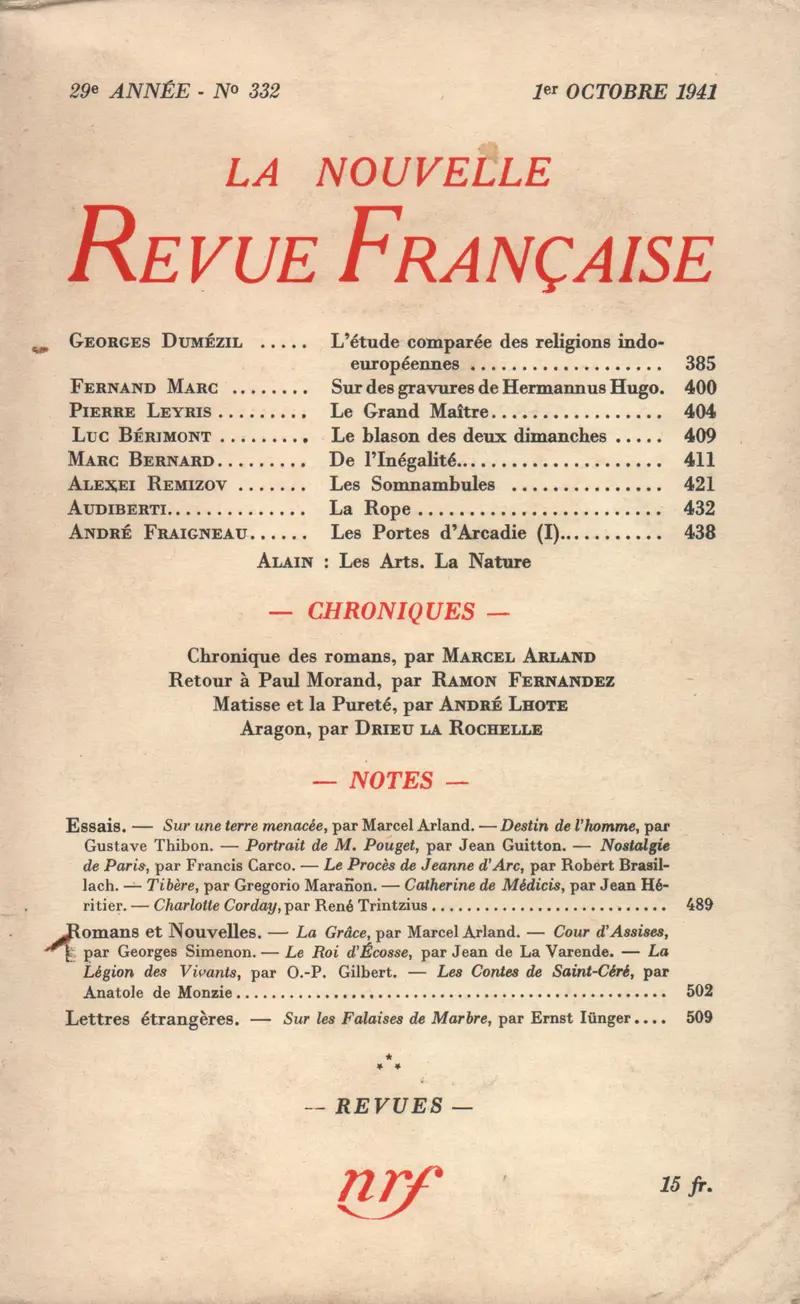 29e ANNÉE - No 332 1er OCTOBRE 1941
LA NOUVELLE
REVUE FRANÇAISE
GEORGES DUMÉZIL ..... L'étude comparée des religions indo-
européennes ................... 385
FERNAND MARC ........ Sur des gravures de Hermannus Hugo. 400
PIERRE LEYRIS ......... Le Grand Maître................. 404
LUC BÉRIMONT ......... Le blason des deux dimanches ..... 409
MARC BERNARD......... De l'Inégalité..................... 411
ALEXEI REMIZOV ....... Les Somnambules ............... 421
AUDIBERTI.............. La Rope ........................ 432
ANDRÉ FRAIGNEAU...... Les Portes d'Arcadie (I)........... 438
ALAIN : Les Arts. La Nature
— CHRONIQUES —
Chronique des romans, par MARCEL ARLAND
Retour à Paul Morand, par RAMON FERNANDEZ
Matisse et la Pureté, par ANDRÉ LHOTE
Aragon, par DRIEU LA ROCHELLE
— NOTES —
Essais. — Sur une terre menacée, par Marcel Arland. — Destin de l'homme, par
Gustave Thibon. — Portrait de M. Pouget, par Jean Guitton. — Nostalgie
de Paris, par Francis Carco. — Le Procès de Jeanne d'Arc, par Robert Brasil-
lach. — Tibère, par Gregorio Marañon. — Catherine de Médicis, par Jean Hé-
ritier. — Charlotte Corday, par René Trintzius ........................... 489
Romans et Nouvelles. — La Grâce, par Marcel Arland. — Cour d'Assises,
par Georges Simenon. — Le Roi d'Écosse, par Jean de La Varende. — La
Légion des Vivants, par O.-P. Gilbert. — Les Contes de Saint-Céré, par
Anatole de Monzie................................................ 502
Lettres étrangères. — Sur les Falaises de Marbre, par Ernst Iünger.... 509
— REVUES —
nrf 15 fr.